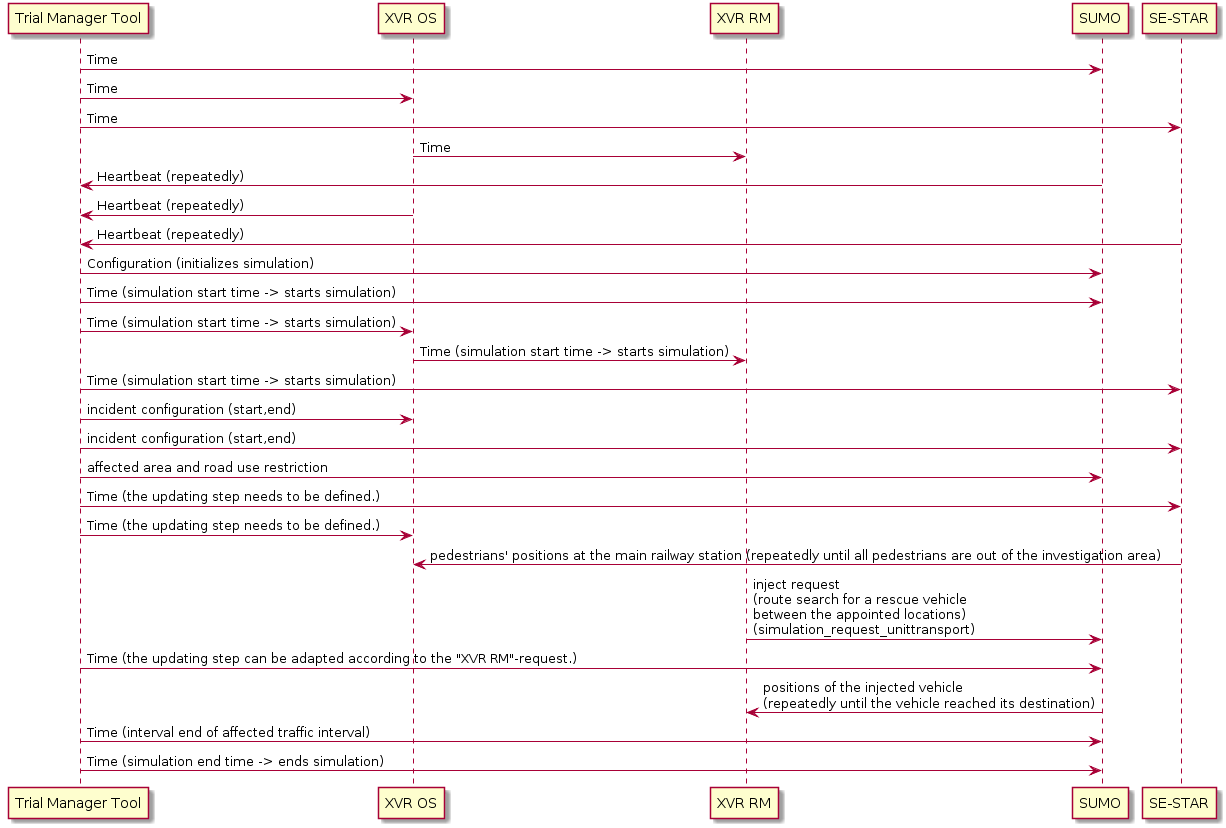 Trial Manager Tool
XVR OS
XVR RM
SUMO
SE-STAR
Time
Time
Time
Time
Heartbeat (repeatedly)
Heartbeat (repeatedly)
Heartbeat (repeatedly)
Configuration (initializes simulation)
Time (simulation start time -> starts simulation)
Time (simulation start time -> starts simulation)
Time (simulation start time -> starts simulation)
Time (simulation start time -> starts simulation)
incident configuration (start,end)
incident configuration (start,end)
affected area and road use restriction
Time (the updating step needs to be defined.)
Time (the updating step needs to be defined.)
pedestrians' positions at the main railway station (repeatedly until all pedestrians are out of the investigation area)
inject request
(route search for a rescue vehicle
between the appointed locations)
(simulation_request_unittransport)
Time (the updating step can be adapted according to the "XVR RM"-request.)
positions of the injected vehicle
(repeatedly until the vehicle reached its destination)
Time (interval end of affected traffic interval)
Time (simulation end time -> ends simulation)
Trial Manager Tool
XVR OS
XVR RM
SUMO
SE-STAR